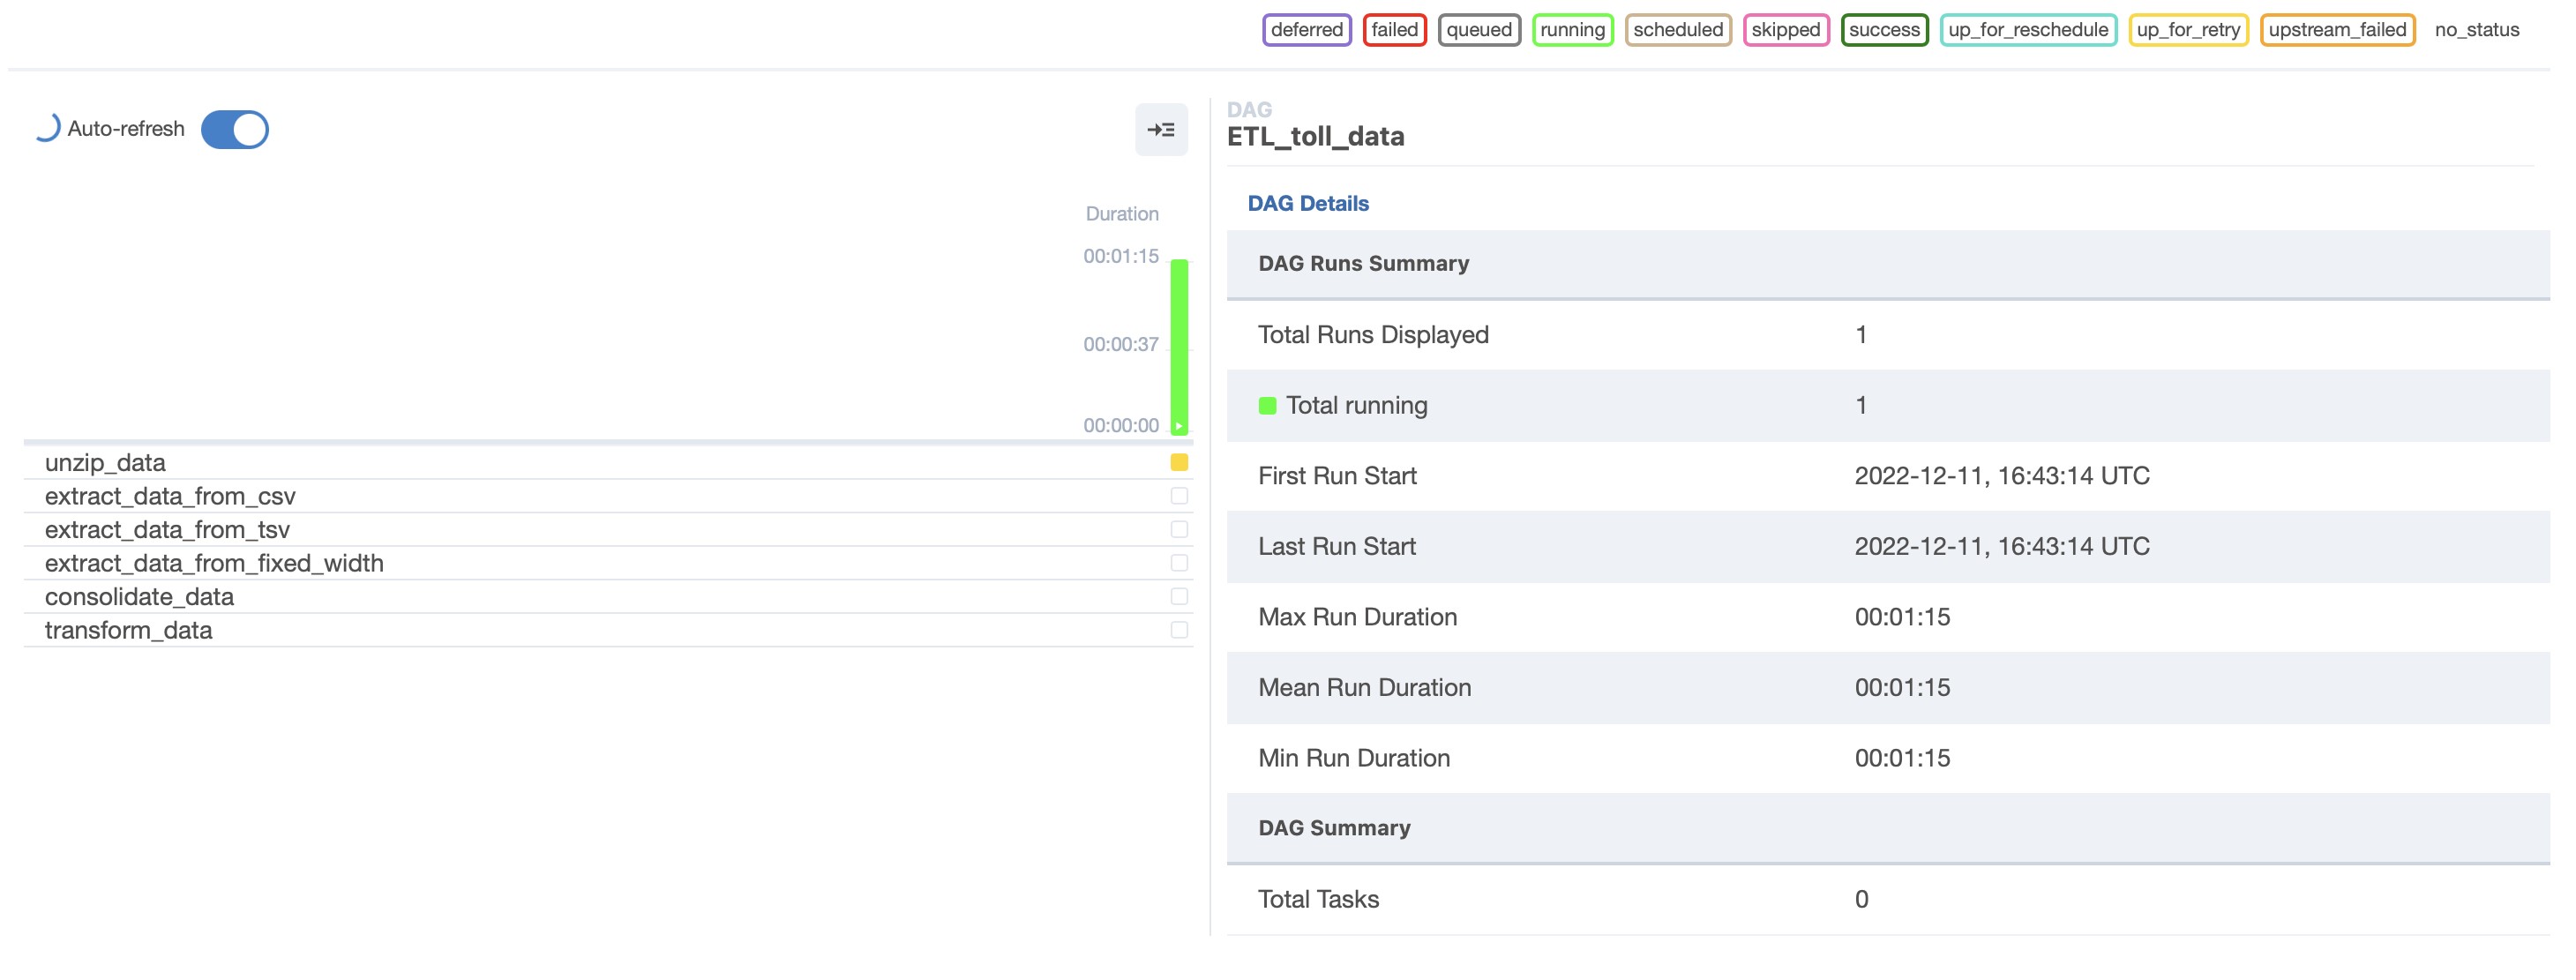 deferred failed queued running scheduled skipped success up_for_reschedule up_for_retry upstream_failed no_status
Auto-refresh
Duration
00:01:15
00:00:37
00:00:00
unzip_data
extract_data_from_csv
extract_data_from_tsv
extract_data_from_fixed_width
consolidate_data
transform_data
DAG
ETL_toll_data
DAG Details
DAG Runs Summary
Total Runs Displayed 1
Total running 1
First Run Start 2022-12-11, 16:43:14 UTC
Last Run Start 2022-12-11, 16:43:14 UTC
Max Run Duration 00:01:15
Mean Run Duration 00:01:15
Min Run Duration 00:01:15
DAG Summary
Total Tasks 0